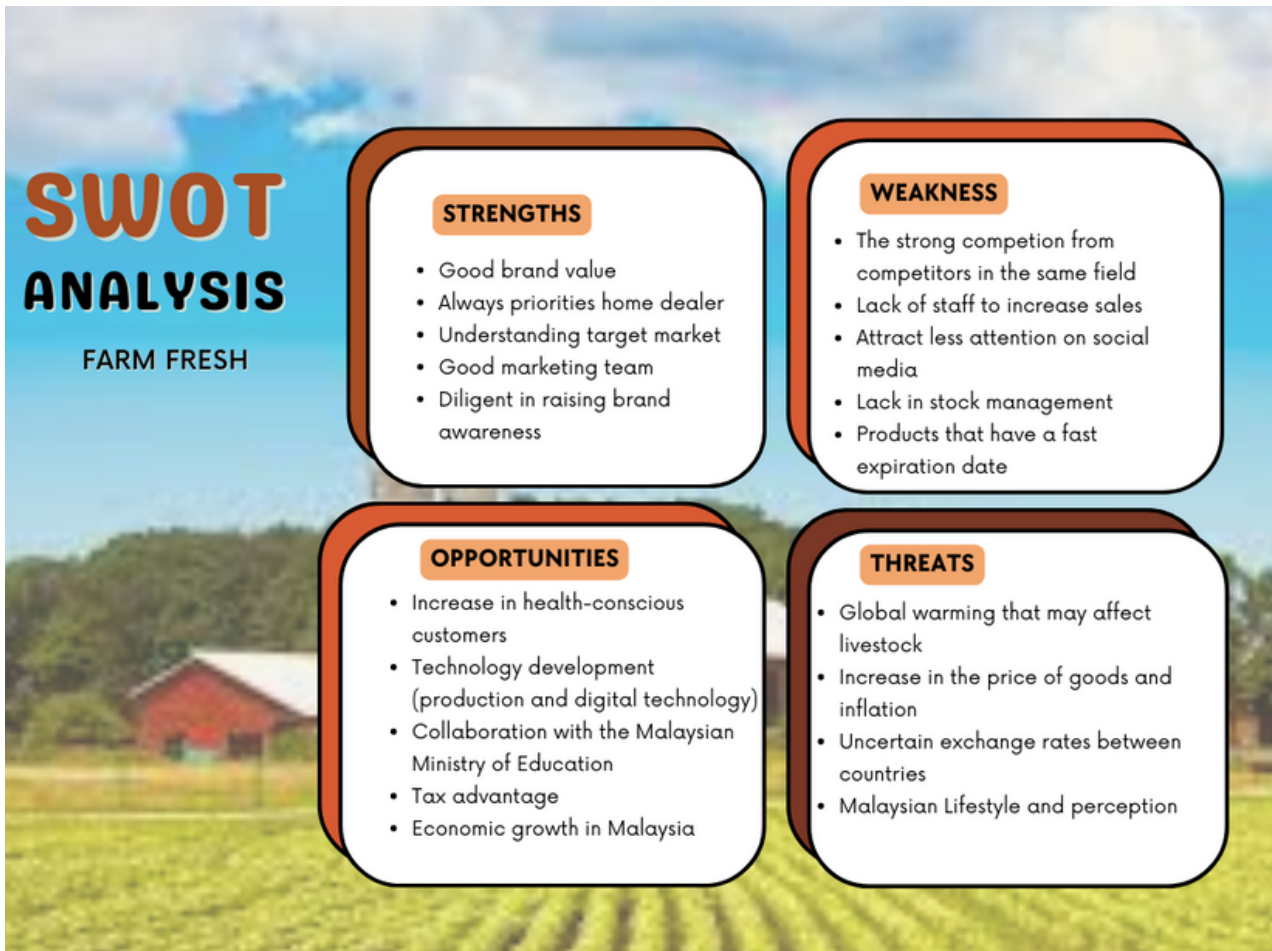 SWOT
ANALYSIS
FARM FRESH
STRENGTHS
• Good brand value
• Always priorities home dealer
• Understanding target market
• Good marketing team
• Diligent in raising brand
awareness
WEAKNESS
• The strong competion from
competitors in the same field
• Lack of staff to increase sales
• Attract less attention on social
media
• Lack in stock management
• Products that have a fast
expiration date
OPPORTUNITIES
• Increase in health-conscious
customers
• Technology development
(production and digital technology)
• Collaboration with the Malaysian
Ministry of Education
• Tax advantage
• Economic growth in Malaysia
THREATS
• Global warming that may affect
livestock
• Increase in the price of goods and
inflation
• Uncertain exchange rates between
countries
• Malaysian Lifestyle and perception